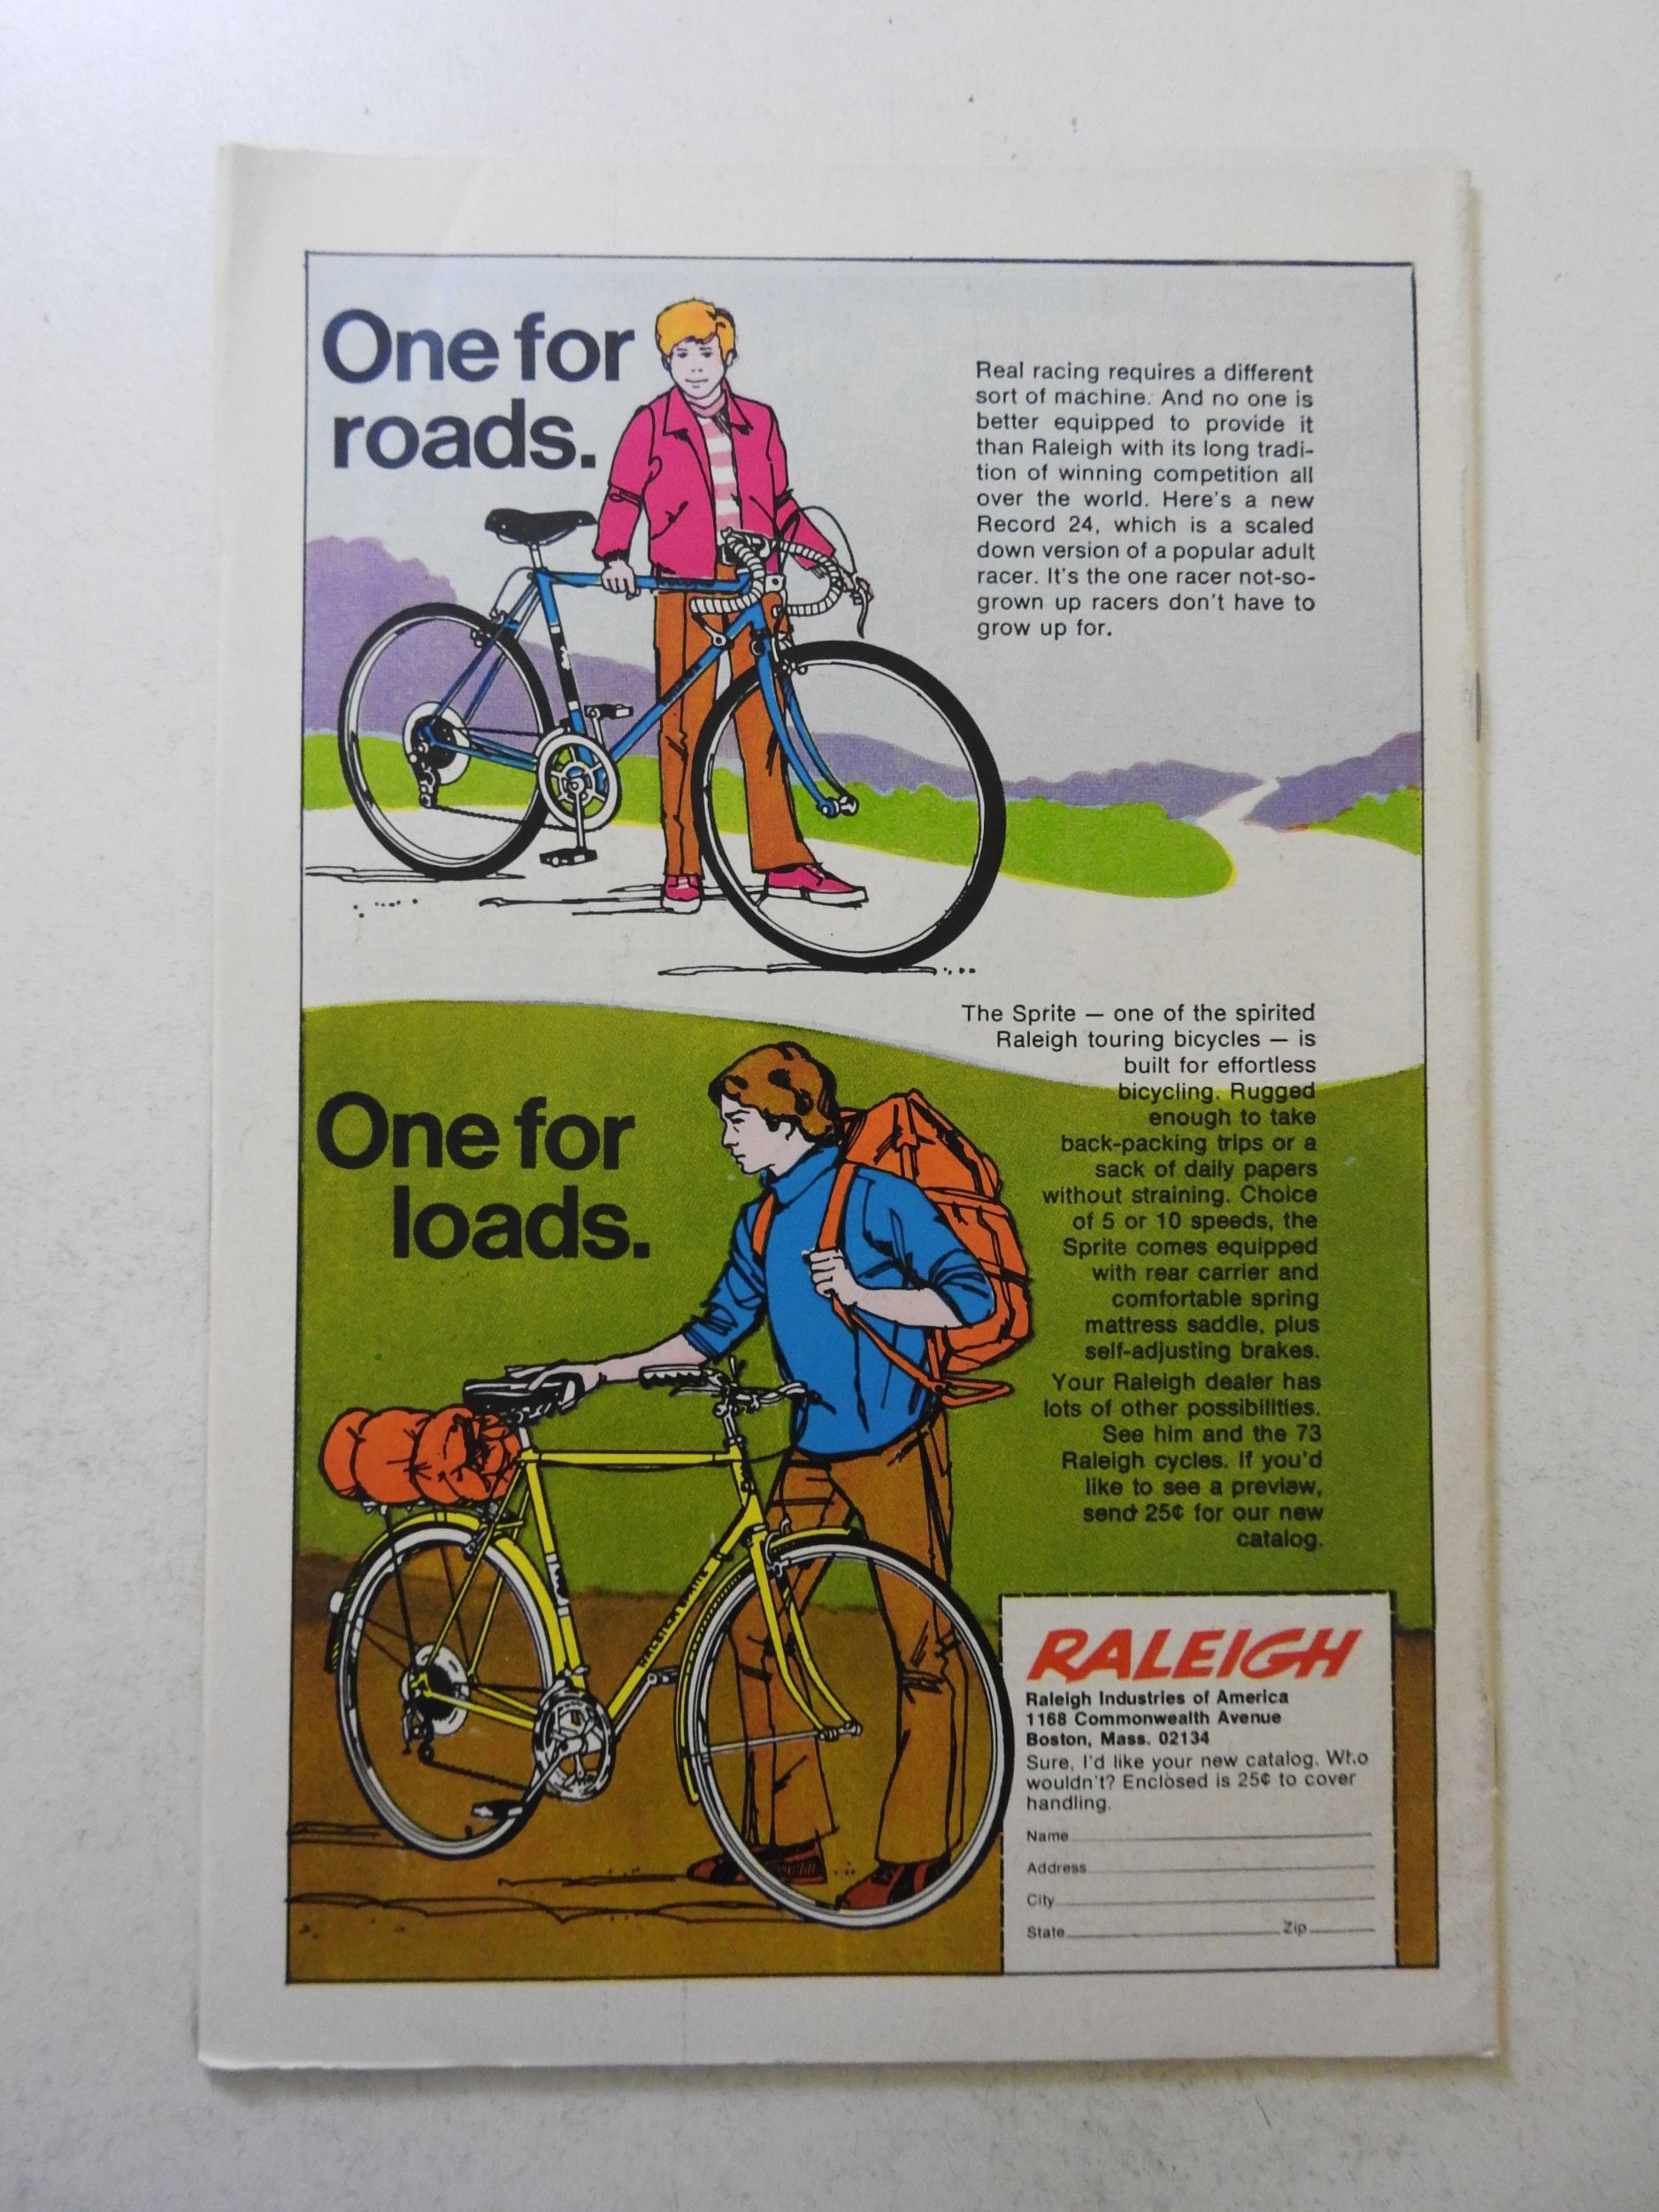 One for
roads.
Real racing requires a different
sort of machine. And no one is
better equipped to provide it
than Raleigh with its long tradi-
tion of winning competition all
over the world. Here's a new
Record 24, which is a scaled
down version of a popular adult
racer. It's the one racer not-so-
grown up racers don't have to
grow up for.
One for
loads.
The Sprite — one of the spirited
Raleigh touring bicycles — is
built for effortless
bicycling. Rugged
enough to take
back-packing trips or a
sack of daily papers
without straining. Choice
of 5 or 10 speeds, the
Sprite comes equipped
with rear carrier and
comfortable spring
mattress saddle, plus
self-adjusting brakes.
Your Raleigh dealer has
lots of other possibilities.
See him and the 73
Raleigh cycles. If you'd
like to see a preview,
send 25¢ for our new
catalog.
RALEIGH SPRITE
RALEIGH
Raleigh Industries of America
1168 Commonwealth Avenue
Boston, Mass. 02134
Sure, I'd like your new catalog. Who
wouldn't? Enclosed is 25¢ to cover
handling.
Name
Address
City
State Zip